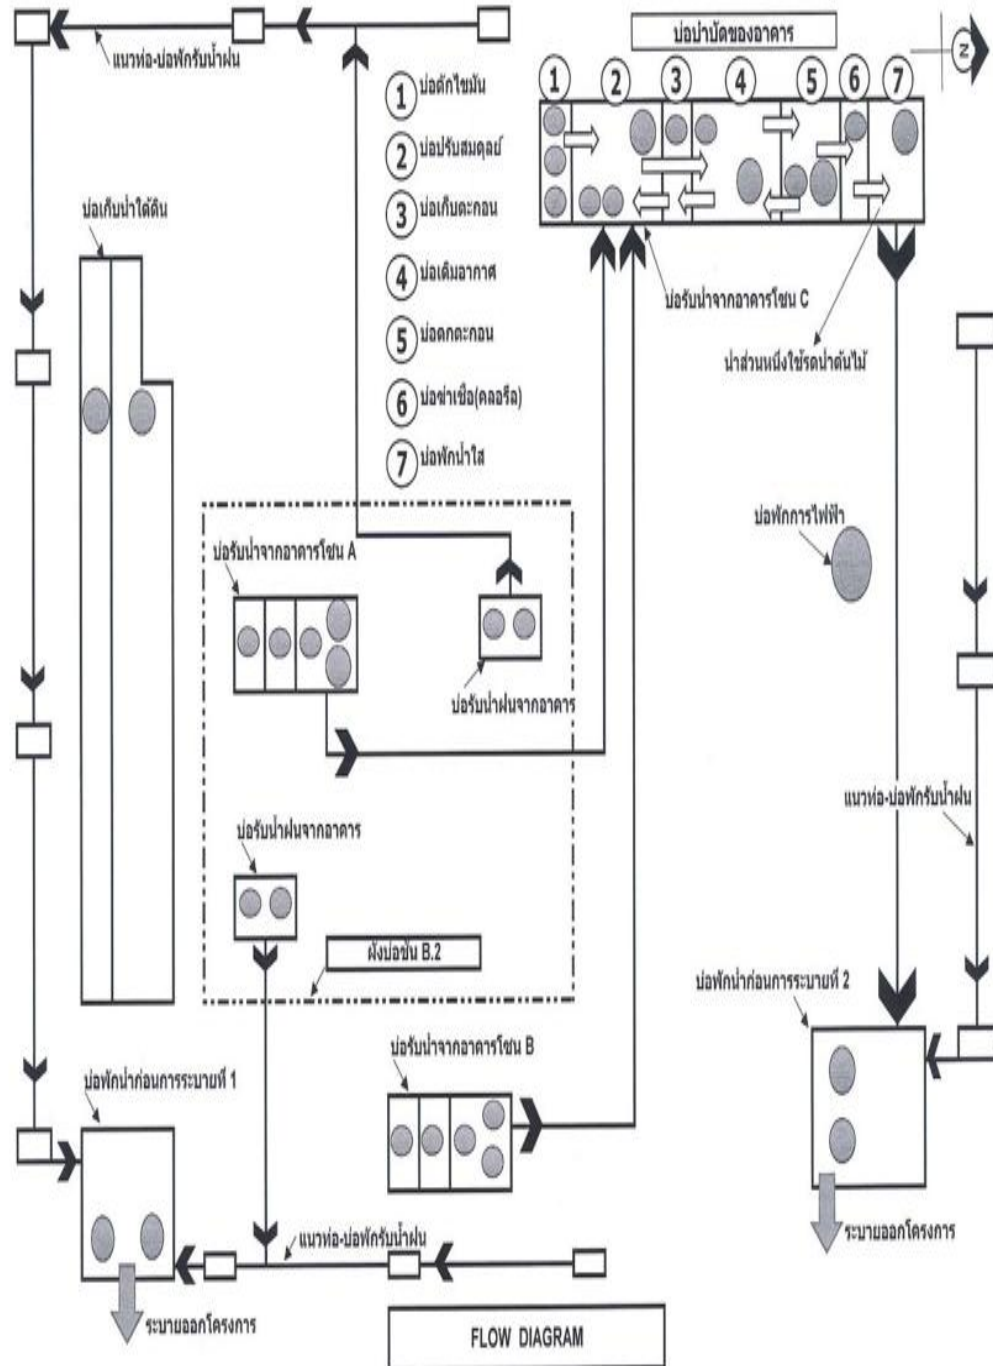 บ่อบำบัดของอาคาร
N
แนวท่อ-บ่อพักรับน้ำฝน
1 2 3 4 5 6 7
1 บ่อดักไขมัน
2 บ่อปรับสมดุลย์
3 บ่อเก็บตะกอน
4 บ่อเติมอากาศ
5 บ่อตกตะกอน
6 บ่อฆ่าเชื้อ(คลอรีล)
7 บ่อพักน้ำใส
บ่อเก็บน้ำใต้ดิน
บ่อรับน้ำจากอาคารโซน C
น้ำส่วนหนึ่งใช้รดน้ำต้นไม้
บ่อพักการไฟฟ้า
บ่อรับน้ำจากอาคารโซน A
บ่อรับน้ำฝนจากอาคาร
แนวท่อ-บ่อพักรับน้ำฝน
บ่อรับน้ำฝนจากอาคาร
ผังบ่อชั้น B.2
บ่อพักน้ำก่อนการระบายที่ 2
บ่อรับน้ำจากอาคารโซน B
บ่อพักน้ำก่อนการระบายที่ 1
ระบายออกโครงการ
แนวท่อ-บ่อพักรับน้ำฝน
ระบายออกโครงการ
FLOW DIAGRAM